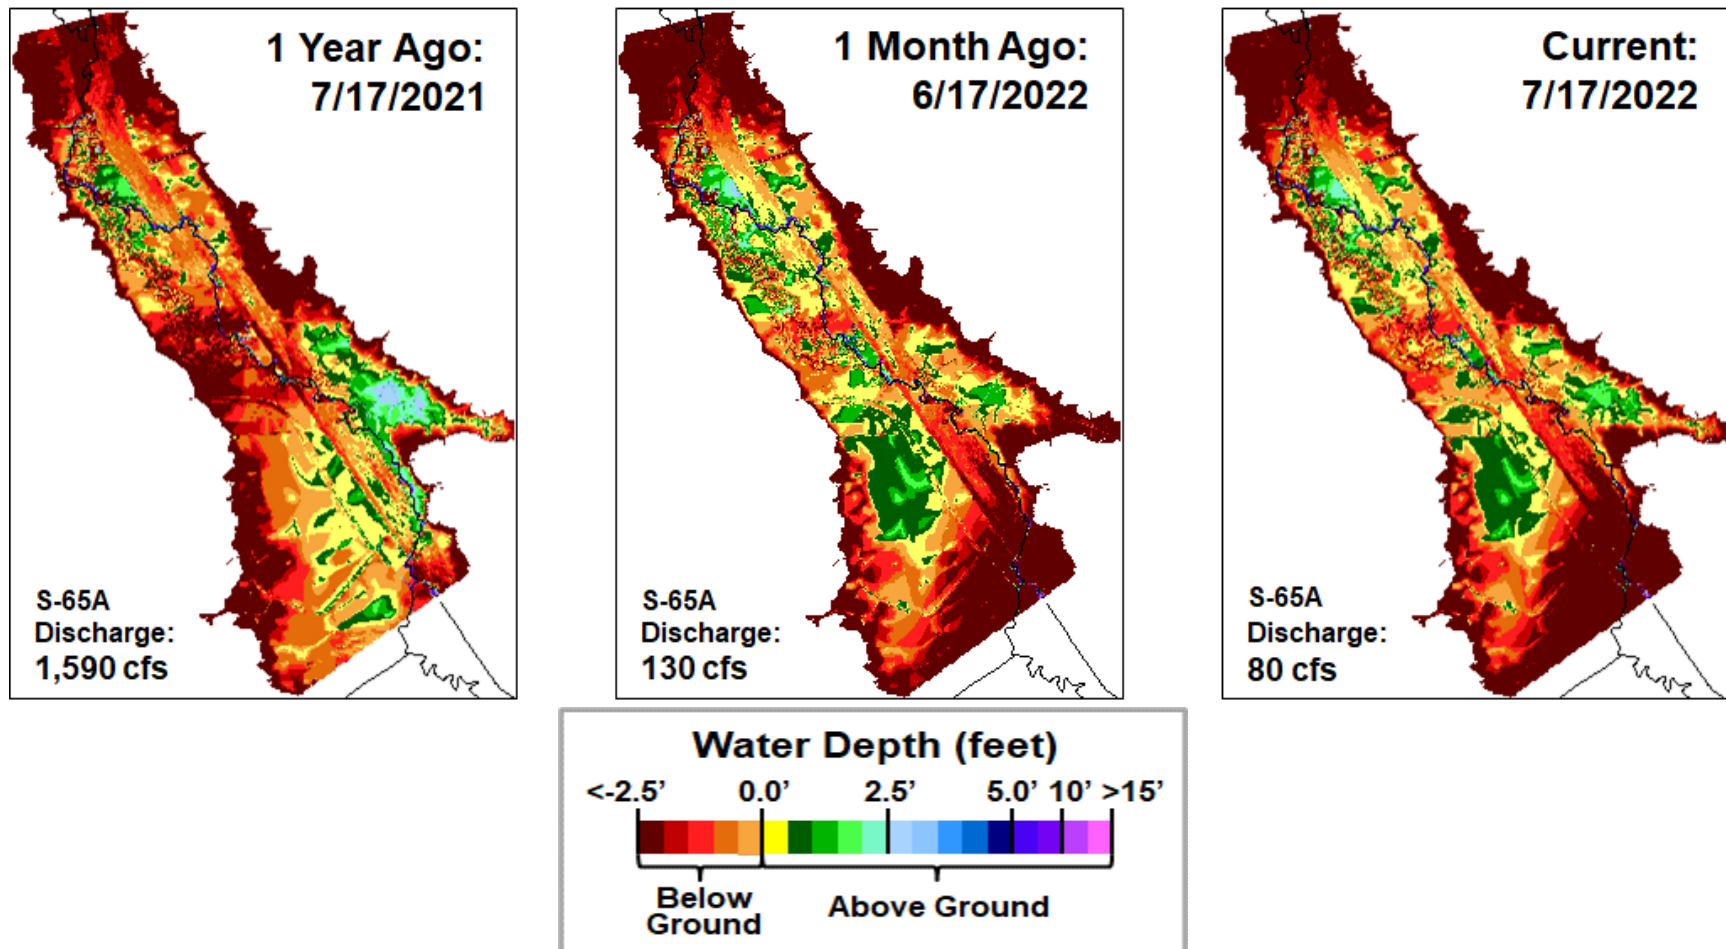 1 Year Ago:
7/17/2021
S-65A
Discharge:
1,590 cfs
1 Month Ago:
6/17/2022
S-65A
Discharge:
130 cfs
Current:
7/17/2022
S-65A
Discharge:
80 cfs
Water Depth (feet)
<-2.5’ 0.0’ 2.5’ 5.0’ 10’ >15’
Below
Ground
Above Ground